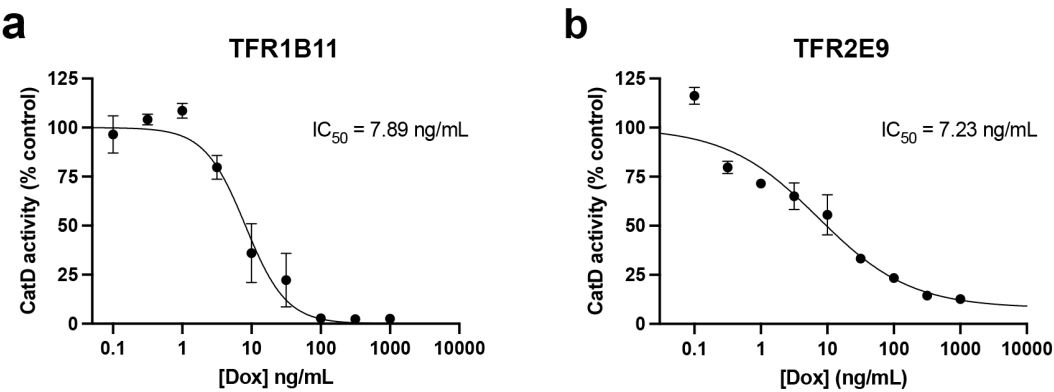 a
TFR1B11
125
100
75
50
25
0
CatD activity (% control)
IC50 = 7.89 ng/mL
0.1 1 10 100 1000 10000
[Dox] ng/mL
b
TFR2E9
125
100
75
50
25
0
CatD activity (% control)
IC50 = 7.23 ng/mL
0.1 1 10 100 1000 10000
[Dox] (ng/mL)